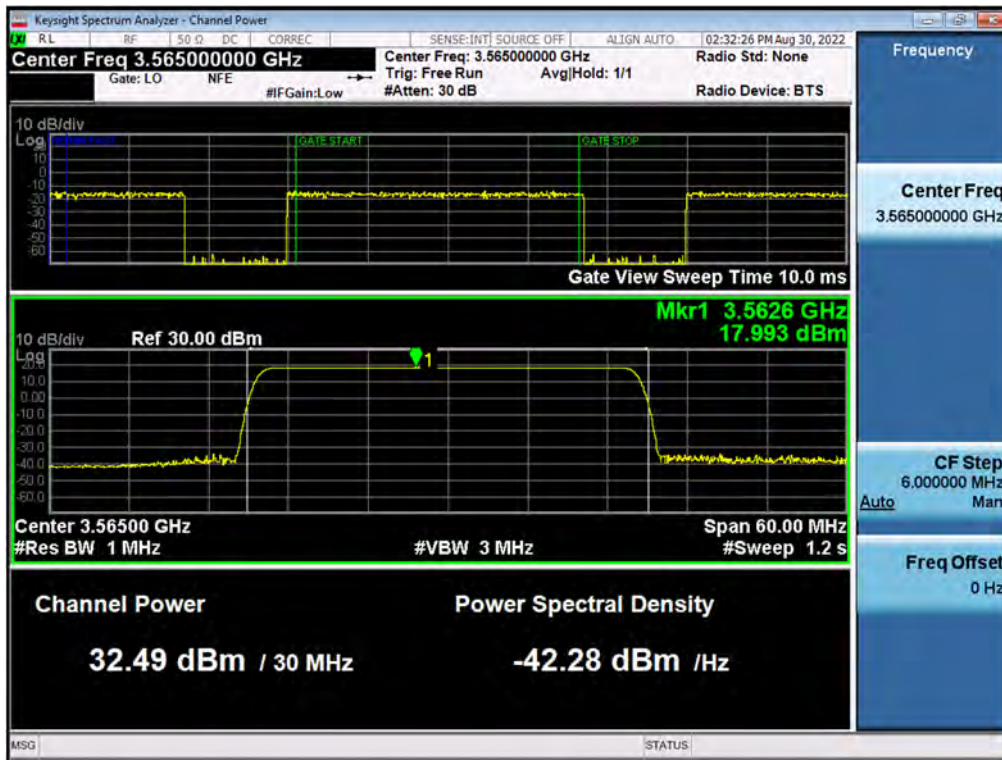 Keysight Spectrum Analyzer - Channel Power
LXI RL RF 50 Ω DC CORREC SENSE:INT SOURCE OFF ALIGN AUTO 02:32:26 PM Aug 30, 2022
Center Freq 3.565000000 GHz
Gate: LO NFE
#IFGain:Low
Center Freq: 3.565000000 GHz
Trig: Free Run Avg|Hold: 1/1
#Atten: 30 dB
Radio Std: None
Radio Device: BTS
10 dB/div
Log
GATE START GATE STOP
10
0
-10
-20
-30
-40
-50
-60
Gate View Sweep Time 10.0 ms
Mkr1 3.5626 GHz
17.993 dBm
10 dB/div Ref 30.00 dBm
Log
20.0
10.0
0.00
-10.0
-20.0
-30.0
-40.0
-50.0
-60.0
1
Center 3.56500 GHz Span 60.00 MHz
#Res BW 1 MHz #VBW 3 MHz #Sweep 1.2 s
Channel Power Power Spectral Density
32.49 dBm / 30 MHz -42.28 dBm /Hz
MSG STATUS
Frequency
Center Freq
3.565000000 GHz
CF Step
6.000000 MHz
Auto Man
Freq Offset
0 Hz